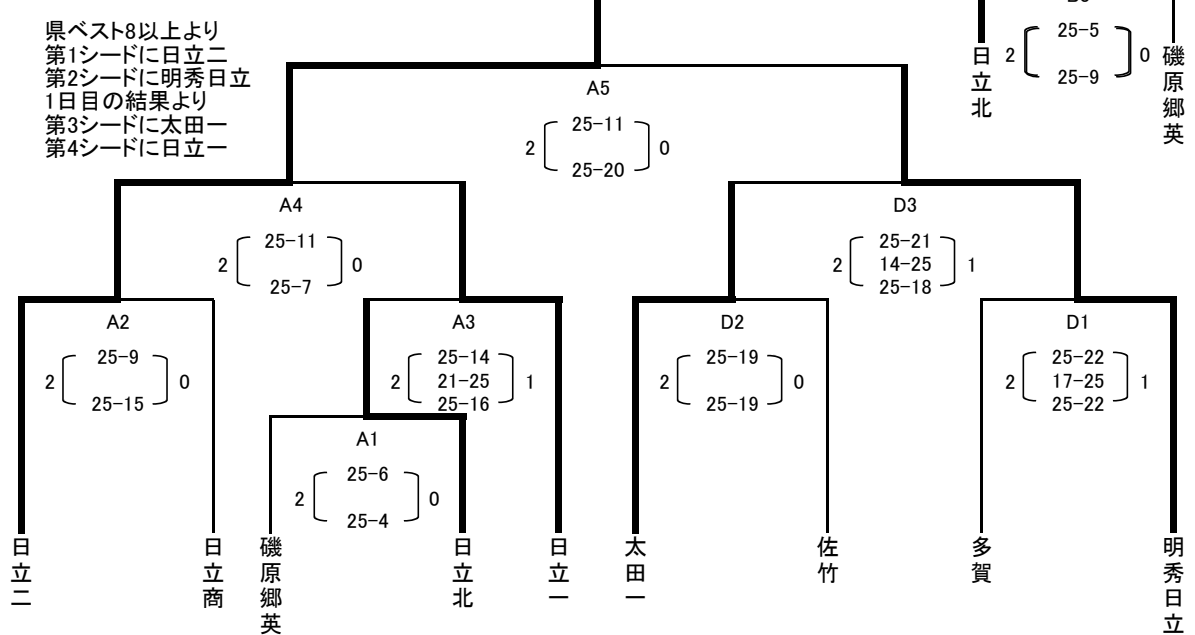 県ベスト8以上より
第1シードに日立二
第2シードに明秀日立
1日目の結果より
第3シードに太田一
第4シードに日立一
日立北
2 25-5 0
25-9
磯原郷英
A5
2 25-11 0
25-20
A4
2 25-11 0
25-7
D3
25-21
2 14-25 1
25-18
A2
2 25-9 0
25-15
A3
25-14
2 21-25 1
25-16
D2
2 25-19 0
25-19
D1
25-22
2 17-25 1
25-22
A1
2 25-6 0
25-4
日立二
日立商
磯原郷英
日立北
日立一
太田一
佐竹
多賀
明秀日立